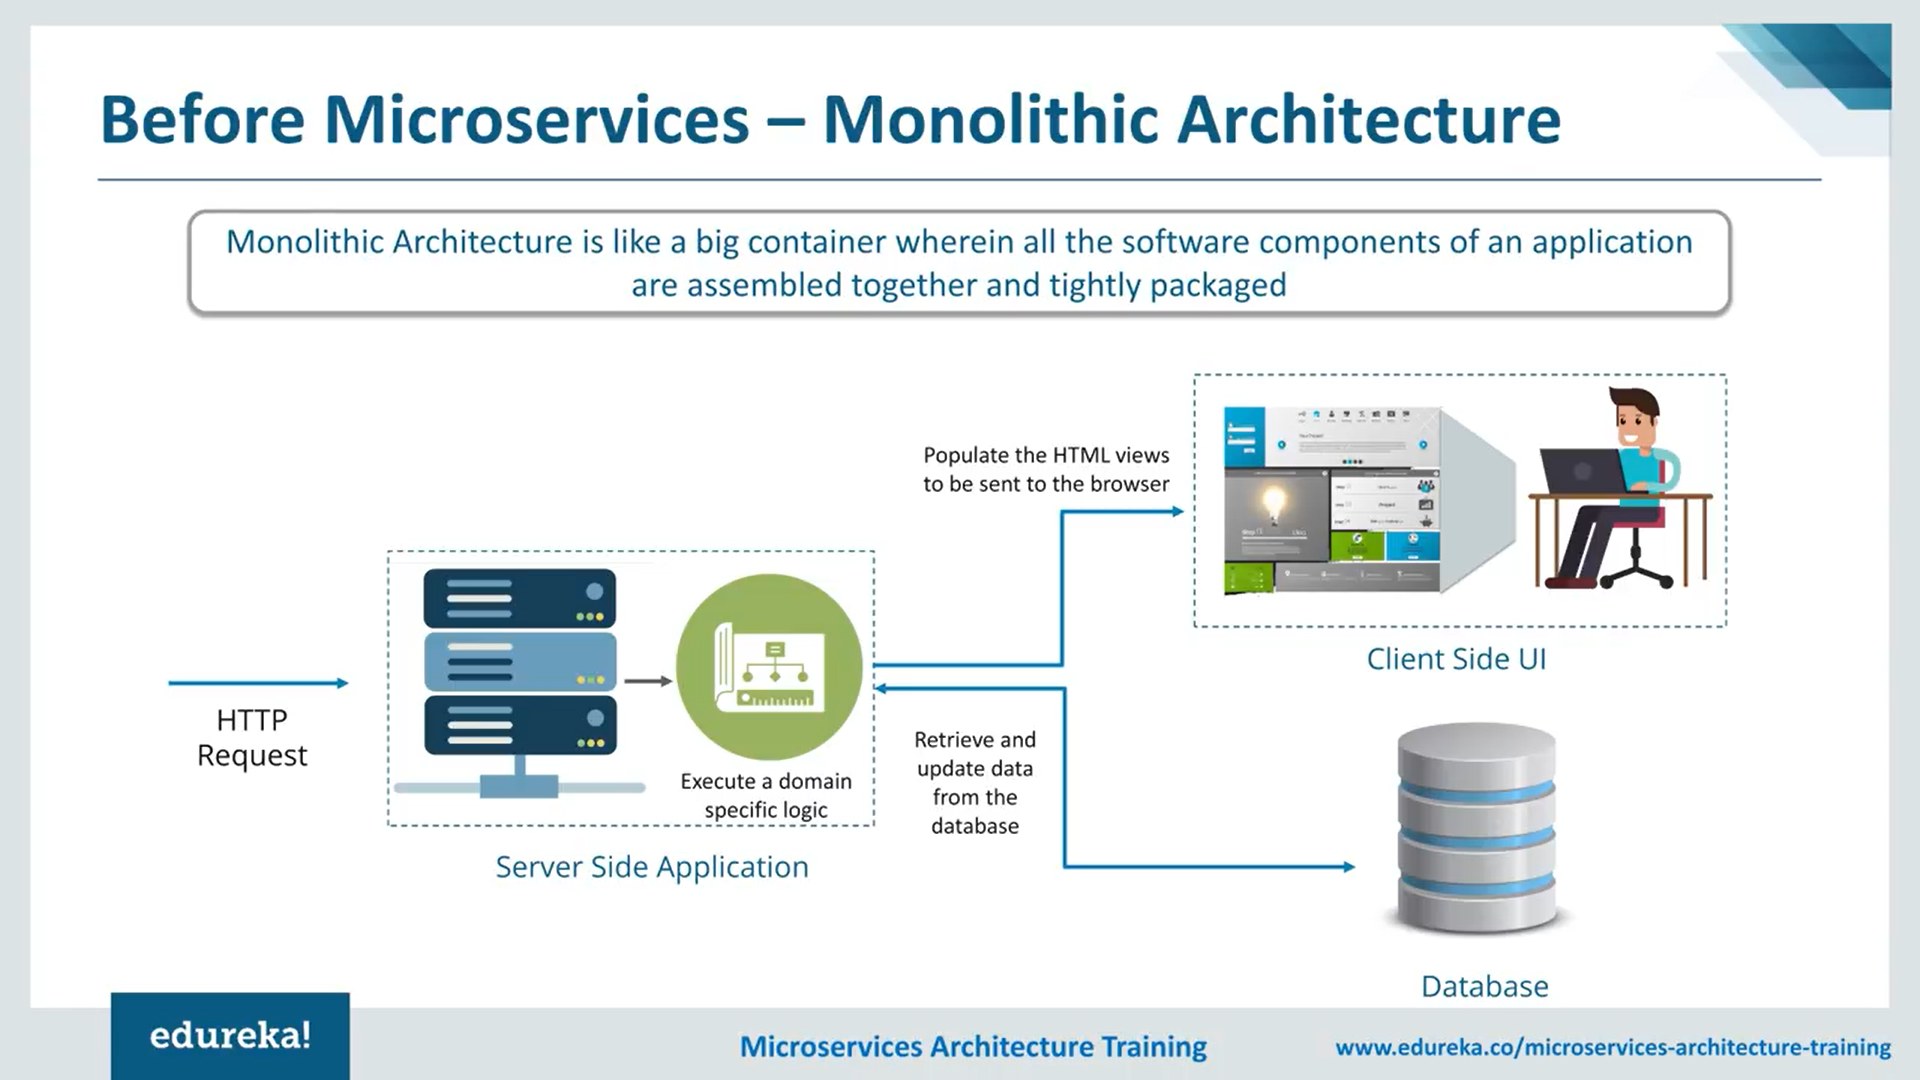 Before Microservices – Monolithic Architecture
Monolithic Architecture is like a big container wherein all the software components of an application
are assembled together and tightly packaged
Populate the HTML views
to be sent to the browser
Client Side UI
HTTP
Request
Execute a domain
specific logic
Server Side Application
Retrieve and
update data
from the
database
Database
edureka!
Microservices Architecture Training
www.edureka.co/microservices-architecture-training